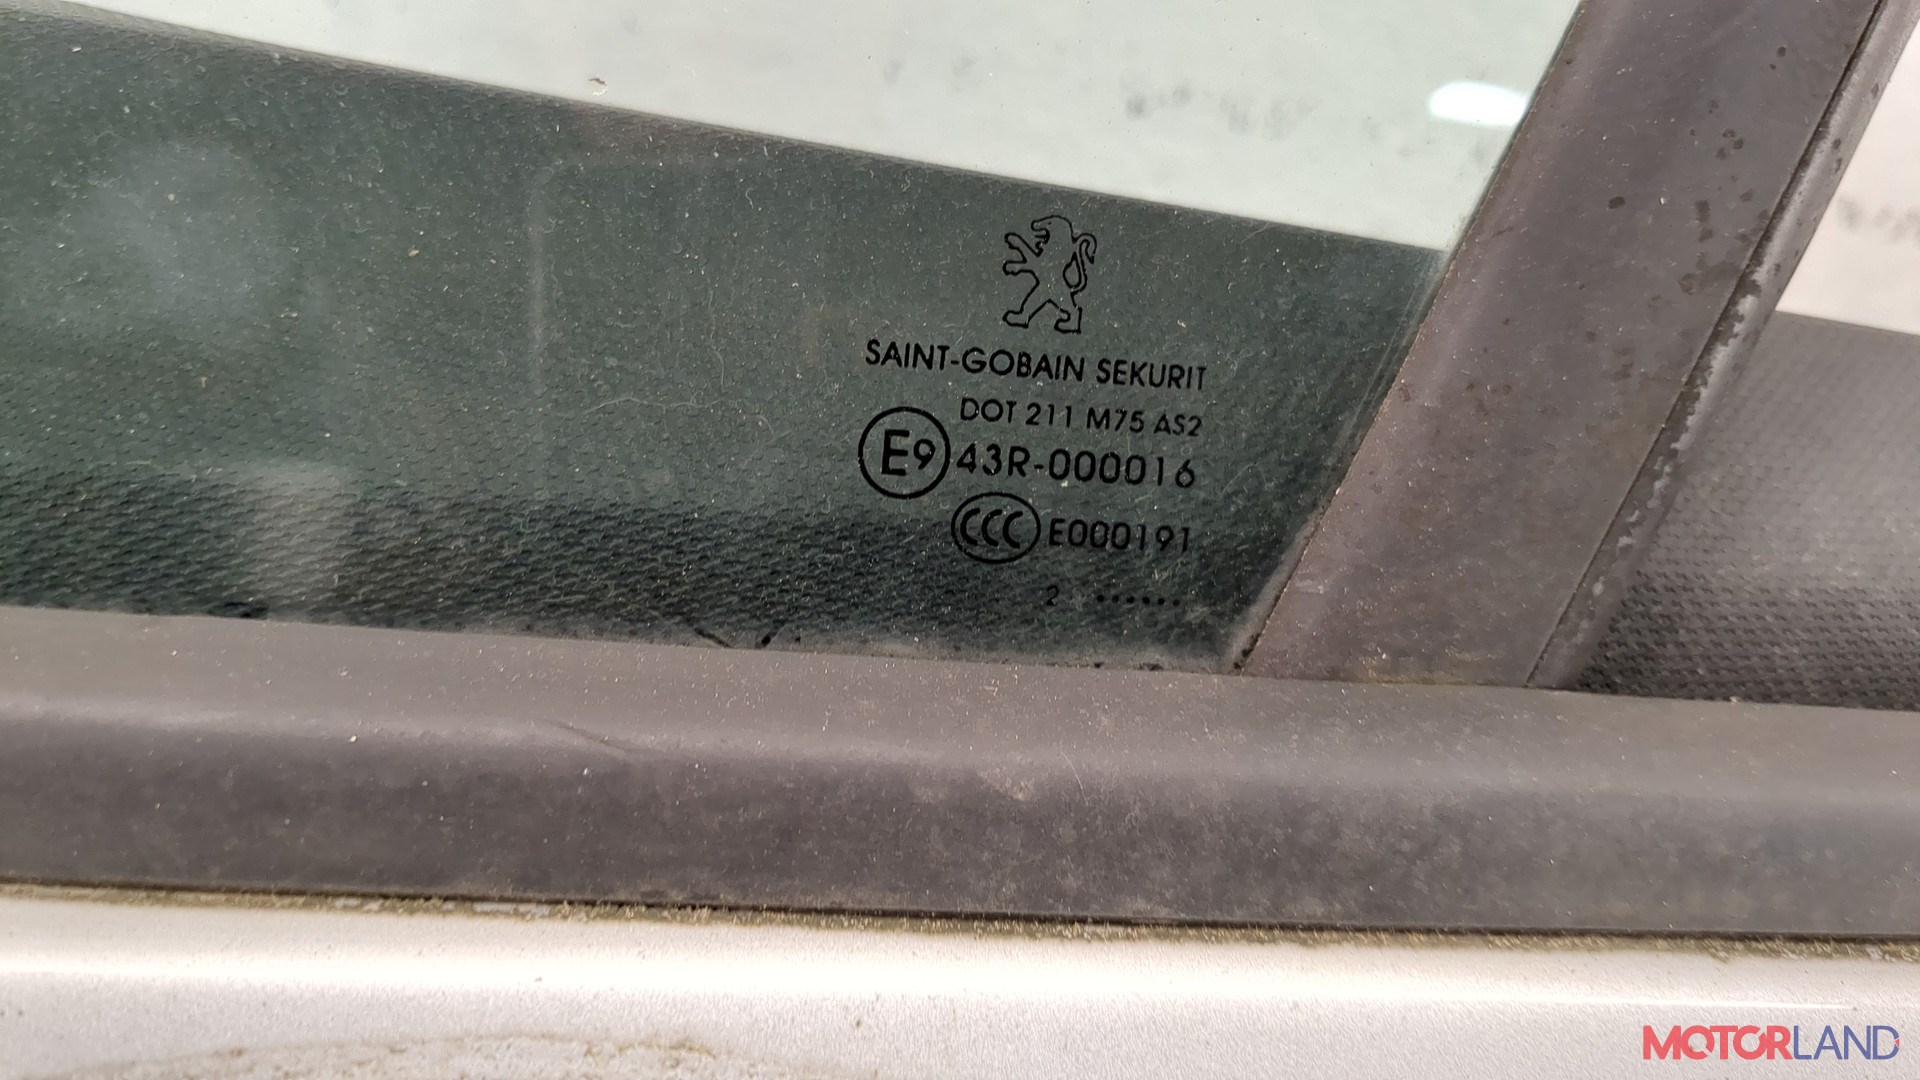 SAINT-GOBAIN SEKURIT
DOT 211 M75 AS2
E9 43R-000016
CCC E000191
2 ......
MOTORLAND